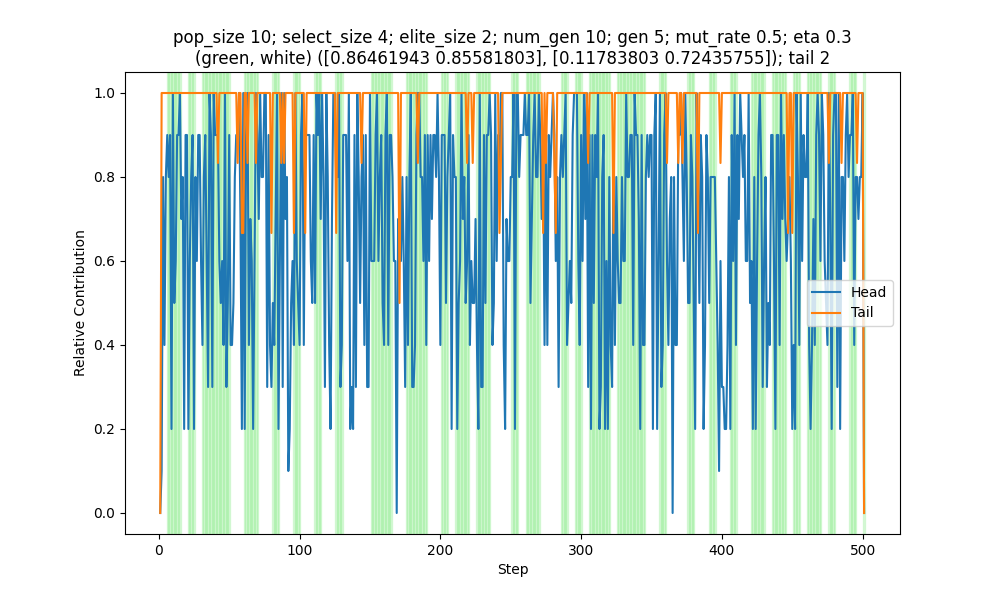 pop_size 10; select_size 4; elite_size 2; num_gen 10; gen 5; mut_rate 0.5; eta 0.3
(green, white) ([0.86461943 0.85581803], [0.11783803 0.72435755]); tail 2
1.0
0.8
0.6
0.4
0.2
0.0
Relative Contribution
Head
Tail
0
100
200
300
400
500
Step